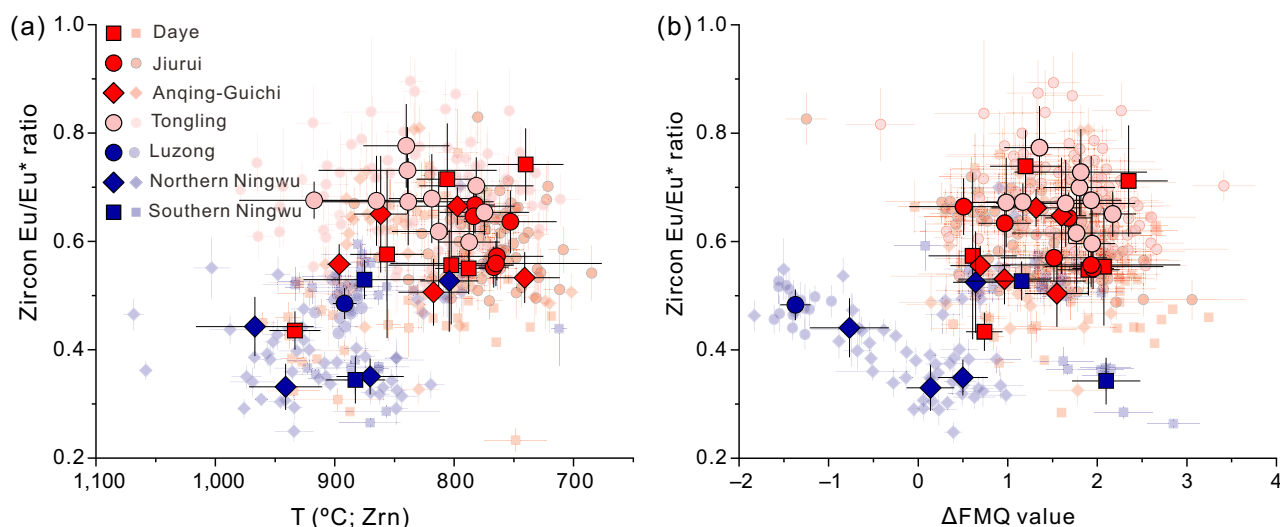 (a)
Zircon Eu/Eu* ratio
1.0
0.8
0.6
0.4
0.2
Daye
Jiurui
Anqing-Guichi
Tongling
Luzong
Northern Ningwu
Southern Ningwu
1,100
1,000
900
800
700
T (ºC; Zrn)
(b)
Zircon Eu/Eu* ratio
1.0
0.8
0.6
0.4
0.2
−2
−1
0
1
2
3
4
ΔFMQ value